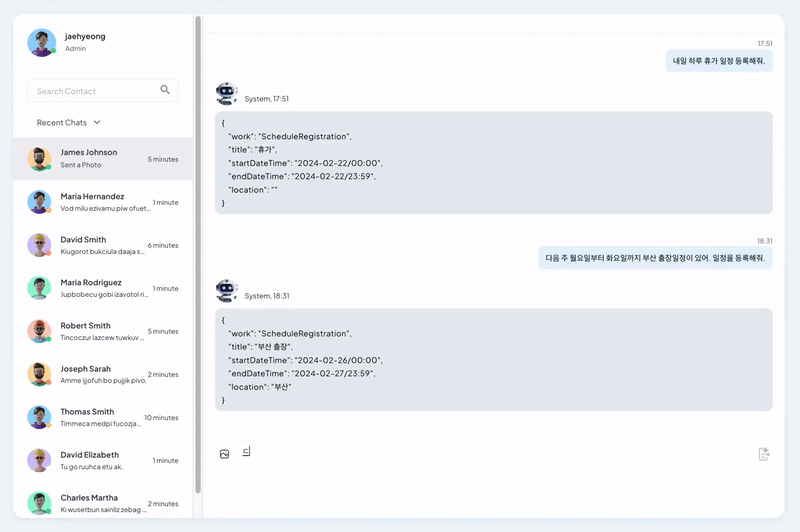 jaehyeong
Admin
Search Contact
Recent Chats
James Johnson
Sent a Photo
5 minutes
Maria Hernandez
Vod mliu ezivamu piw ofuet...
1 minute
David Smith
Kiugorot bukciula daaja s...
6 minutes
Maria Rodriguez
Jupbobecu gobi izavotol ri...
1 minute
Robert Smith
Tincoczur lazcew tuwkuv ...
5 minutes
Joseph Sarah
Amme ijjofuh bo pujjik pivo.
2 minutes
Thomas Smith
Timmeca medpi fucozja...
10 minutes
David Elizabeth
Tu go ruuhca etu ak.
1 minute
Charles Martha
Ki wusetbun sainliz zebag ...
2 minutes
17:51
내일 하루 휴가 일정 등록해줘.
System, 17:51
{
"work": "ScheduleRegistration",
"title": "휴가",
"startDateTime": "2024-02-22/00:00",
"endDateTime": "2024-02-22/23:59",
"location": ""
}
18:31
다음 주 월요일부터 화요일까지 부산 출장일정이 있어. 일정을 등록해줘.
System, 18:31
{
"work": "ScheduleRegistration",
"title": "부산 출장",
"startDateTime": "2024-02-26/00:00",
"endDateTime": "2024-02-27/23:59",
"location": "부산"
}